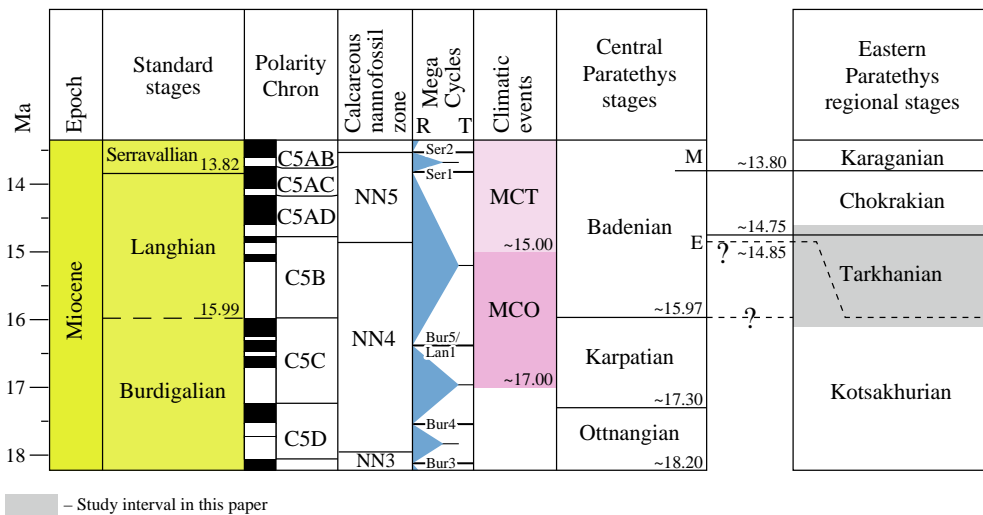 Ma
Epoch
Standard
stages
Polarity
Chron
Calcareous
nannofossil
zone
Mega
Cycles
R T
Climatic
events
Central
Paratethys
stages
Eastern
Paratethys
regional stages
14
15
16
17
18
Miocene
Serravallian
13.82
Langhian
15.99
Burdigalian
C5AB
C5AC
C5AD
C5B
C5C
C5D
NN5
NN4
NN3
Ser2
Ser1
Bur5/
Lan1
Bur4
Bur3
MCT
~15.00
MCO
~17.00
M
Badenian
E
~15.97
Karpatian
~17.30
Ottnangian
~18.20
~13.80
~14.75
? ~14.85
?
Karaganian
Chokrakian
Tarkhanian
Kotsakhurian
– Study interval in this paper